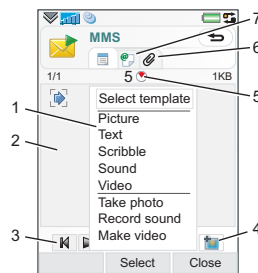 7
MMS
6
1/1
5
1KB
5
Select template
1
Picture
Text
2
Scribble
Sound
Video
Take photo
3
Record sound
4
Make video
Select Close